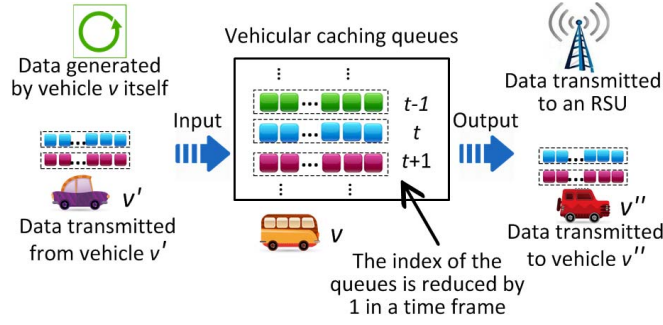 Vehicular caching queues
Data generated
by vehicle v itself
Data transmitted
to an RSU
Input
t-1
t
t+1
Output
v'
Data transmitted
from vehicle v'
v
v''
Data transmitted
to vehicle v''
The index of the
queues is reduced by
1 in a time frame